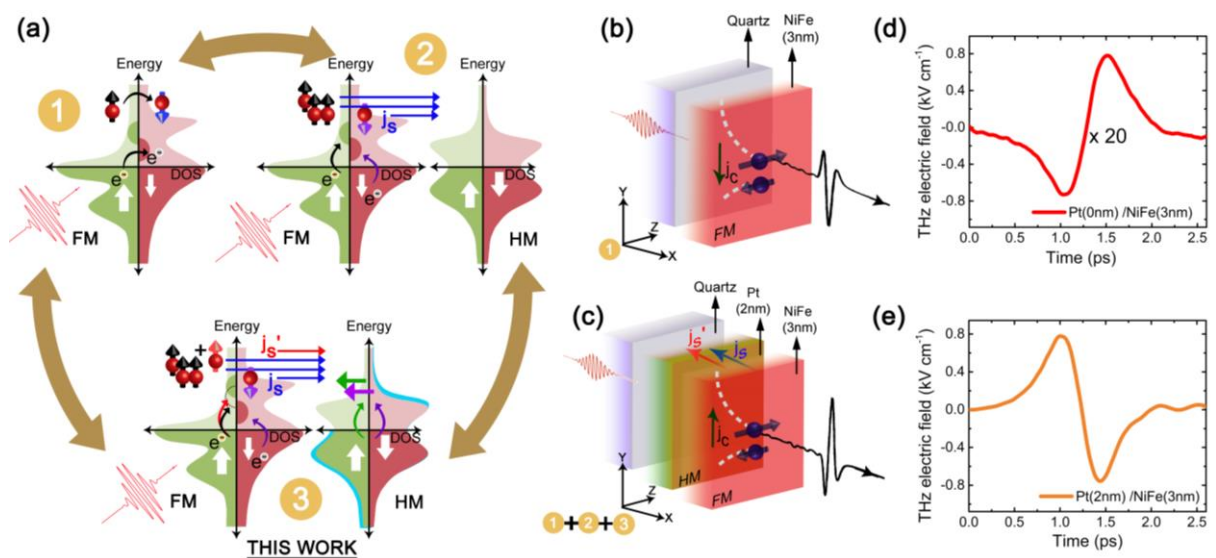 (a)
Energy
Energy
2
Energy
1
js
e⁻
e⁻
DOS
e⁻
DOS
e⁻
FM
FM
HM
Energy
Energy
+
js'
js
e⁻
DOS
e⁻
DOS
FM
3
HM
THIS WORK
(b)
Quartz
NiFe
(3nm)
jc
Y
Z
X
1
FM
(c)
Quartz
Pt
(2nm)
NiFe
(3nm)
js'
js
jc
Y
Z
X
HM
FM
1+2+3
(d)
THz electric field (kV cm⁻¹)
0.8
0.4
-0.0
-0.4
-0.8
x 20
Pt(0nm) /NiFe(3nm)
0.0 0.5 1.0 1.5 2.0 2.5
Time (ps)
(e)
THz electric field (kV cm⁻¹)
0.8
0.4
0.0
-0.4
-0.8
Pt(2nm) /NiFe(3nm)
0.0 0.5 1.0 1.5 2.0 2.5
Time (ps)